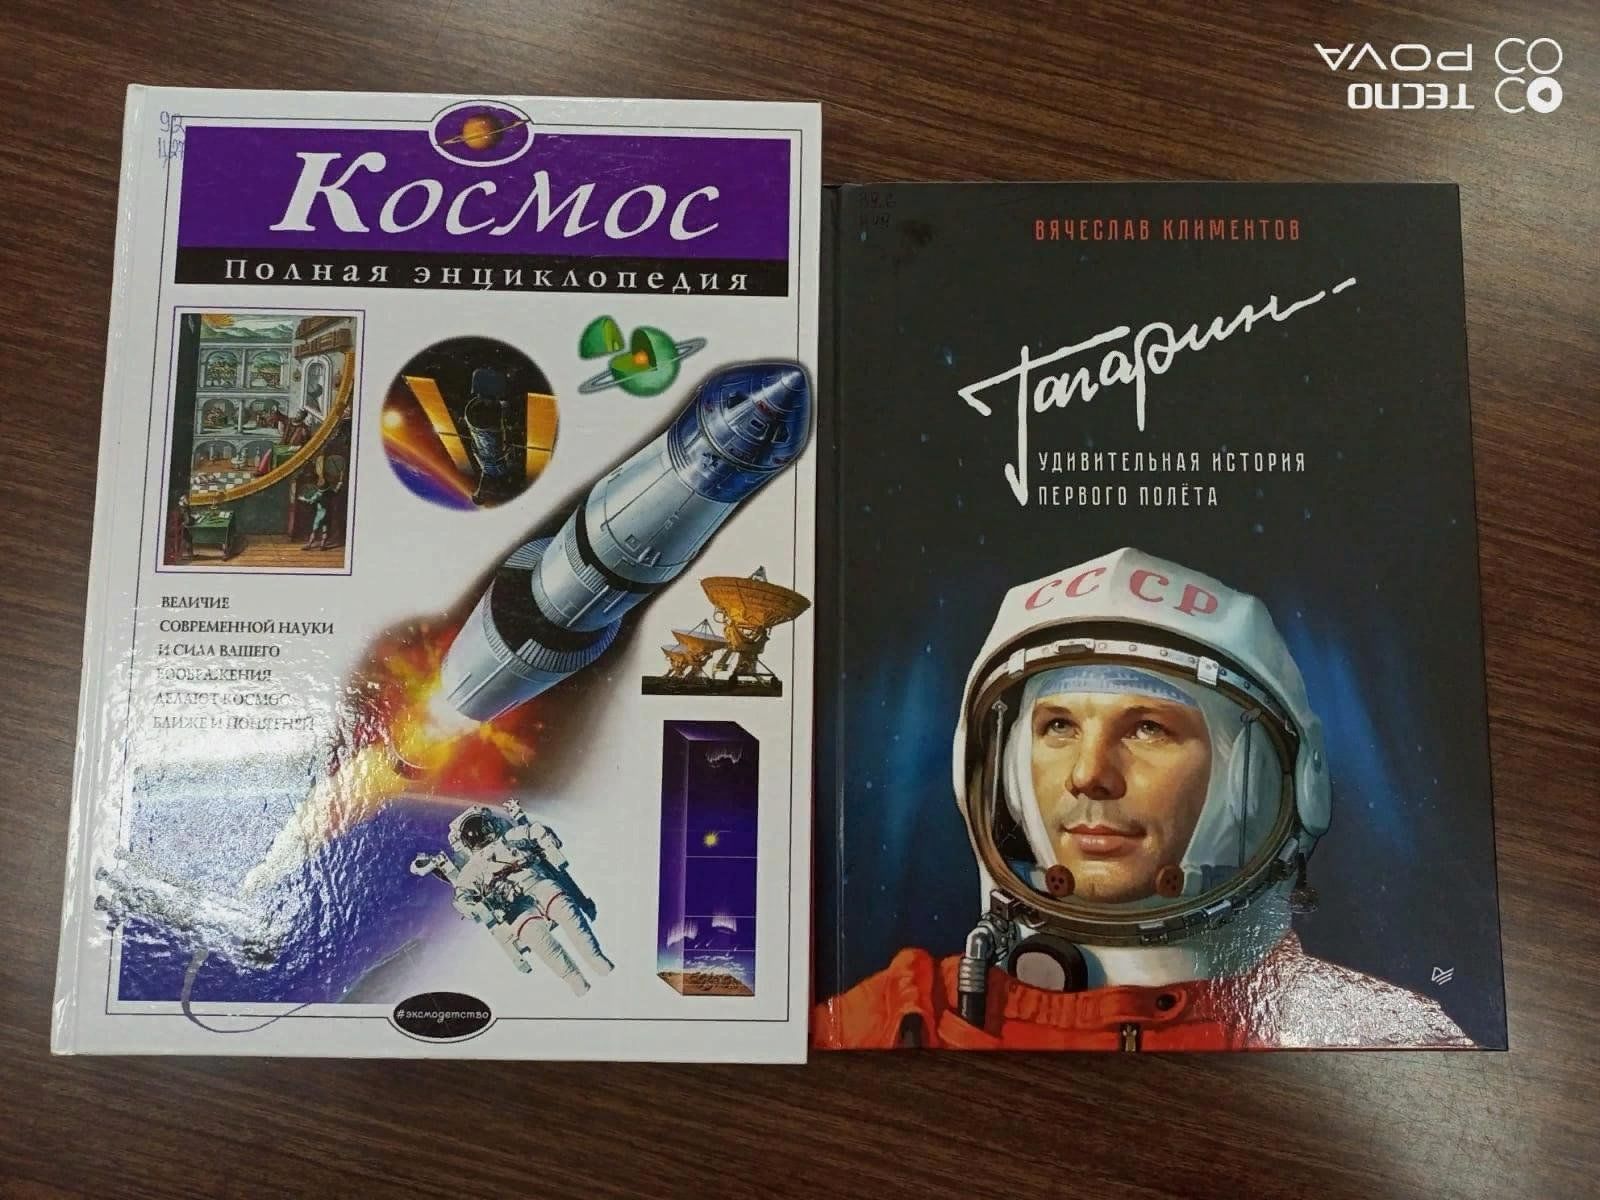 Космос
Полная энциклопедия
ВЕЛИЧИЕ
СОВРЕМЕННОЙ НАУКИ
И СИЛА ВАШЕГО
ВООБРАЖЕНИЯ
ДЕЛАЮТ КОСМОС
БЛИЖЕ И ПОНЯТНЕЙ
#эксмодетство
ВЯЧЕСЛАВ КЛИМЕНТОВ
Гагарин
УДИВИТЕЛЬНАЯ ИСТОРИЯ
ПЕРВОГО ПОЛЁТА
СССР
TECNO
POVA